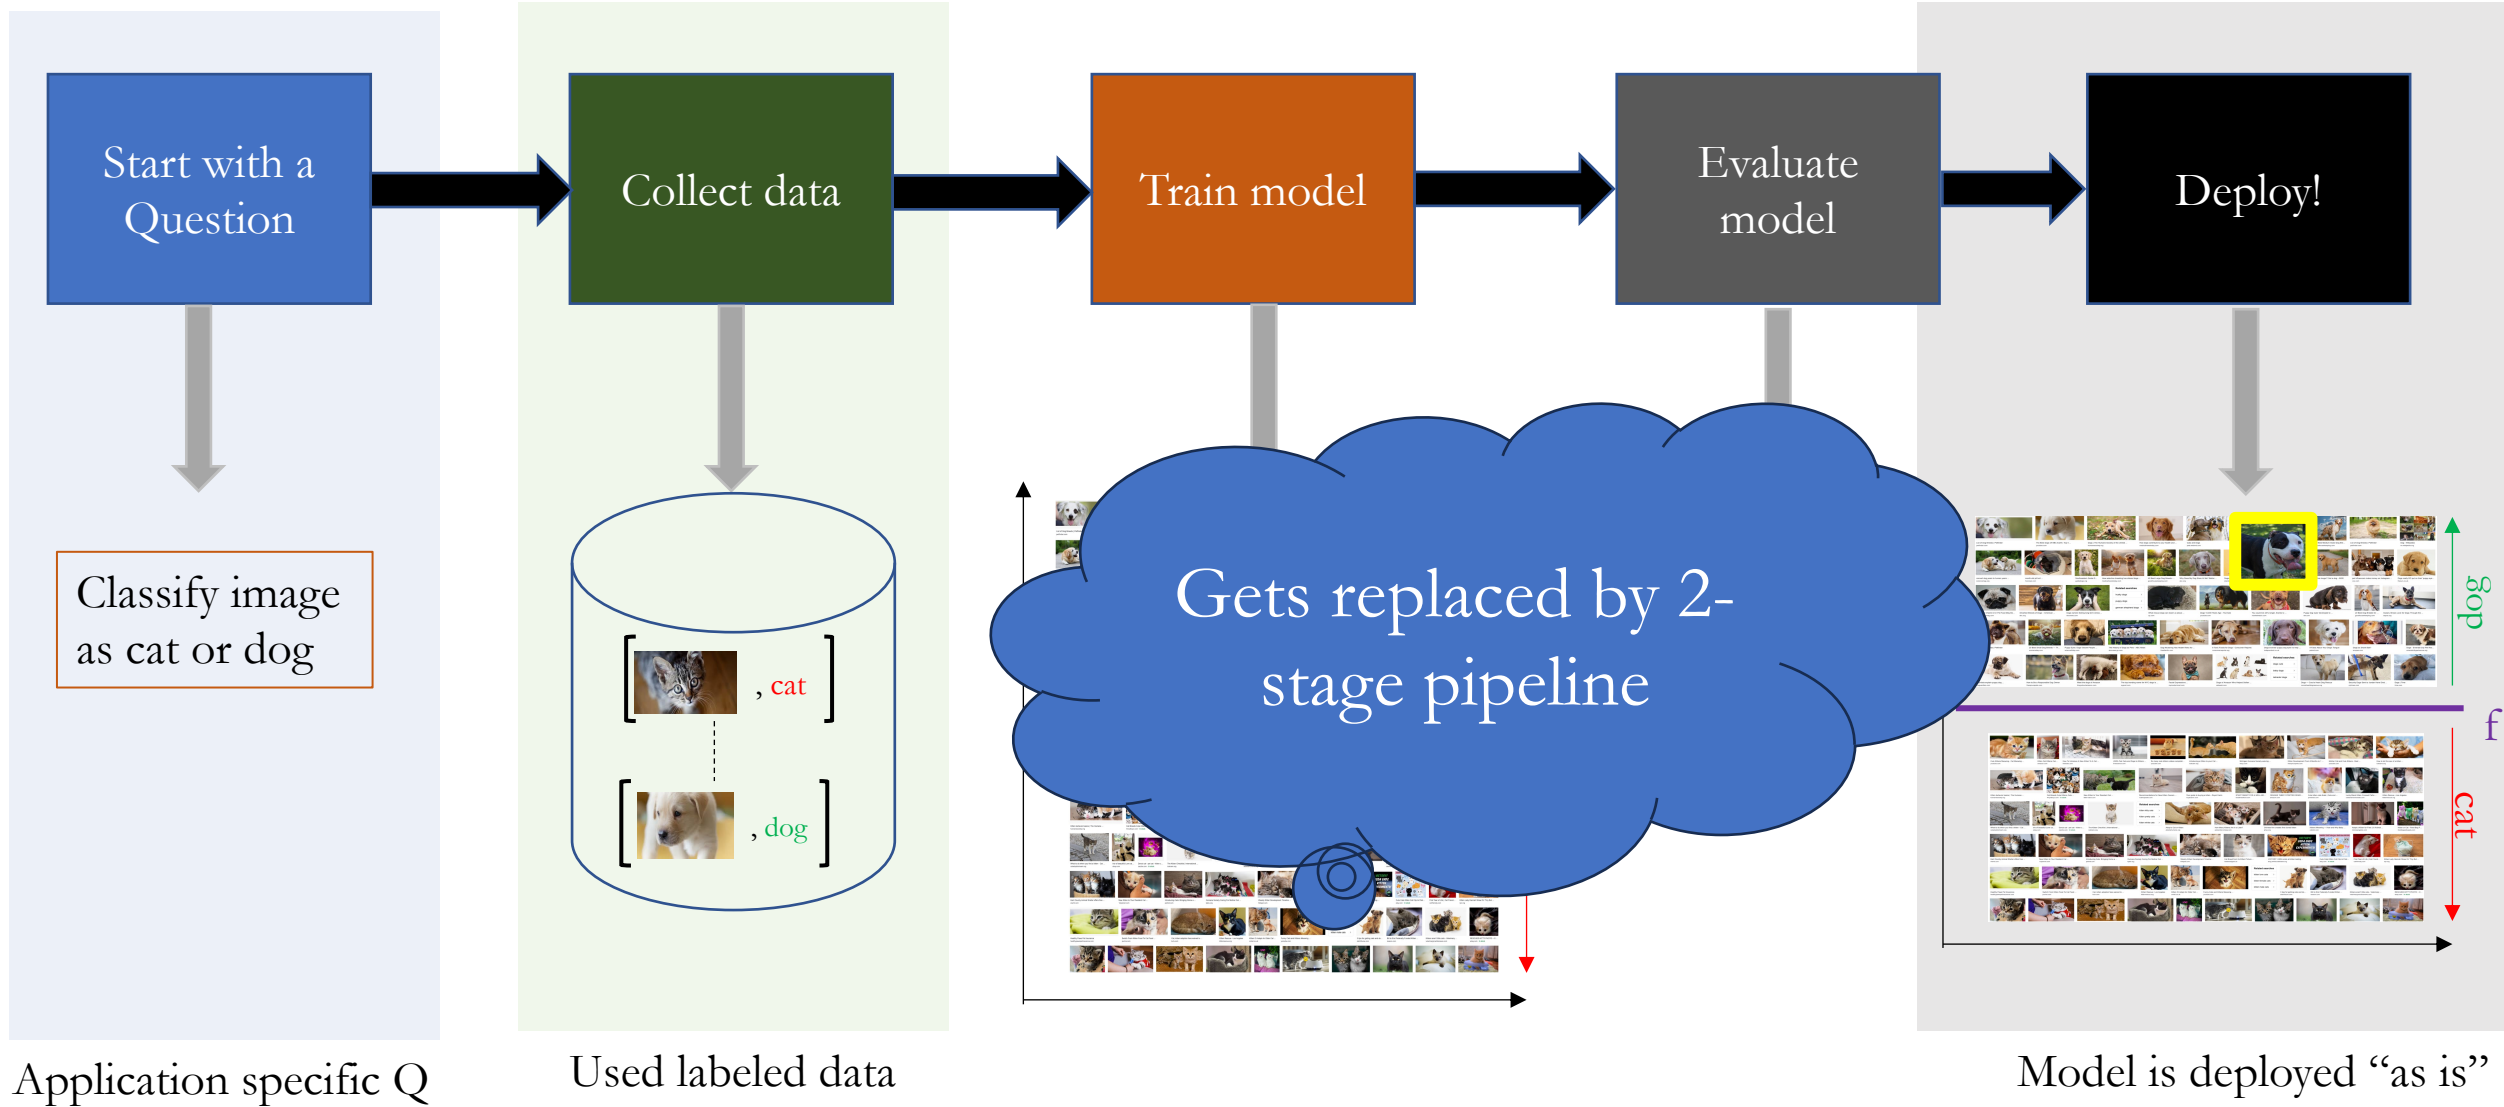 Start with a
Question
Collect data
Train model
Evaluate
model
Deploy!
Classify image
as cat or dog
, cat
, dog
Gets replaced by 2-
stage pipeline
dog
f
cat
Application specific Q
Used labeled data
Model is deployed “as is”